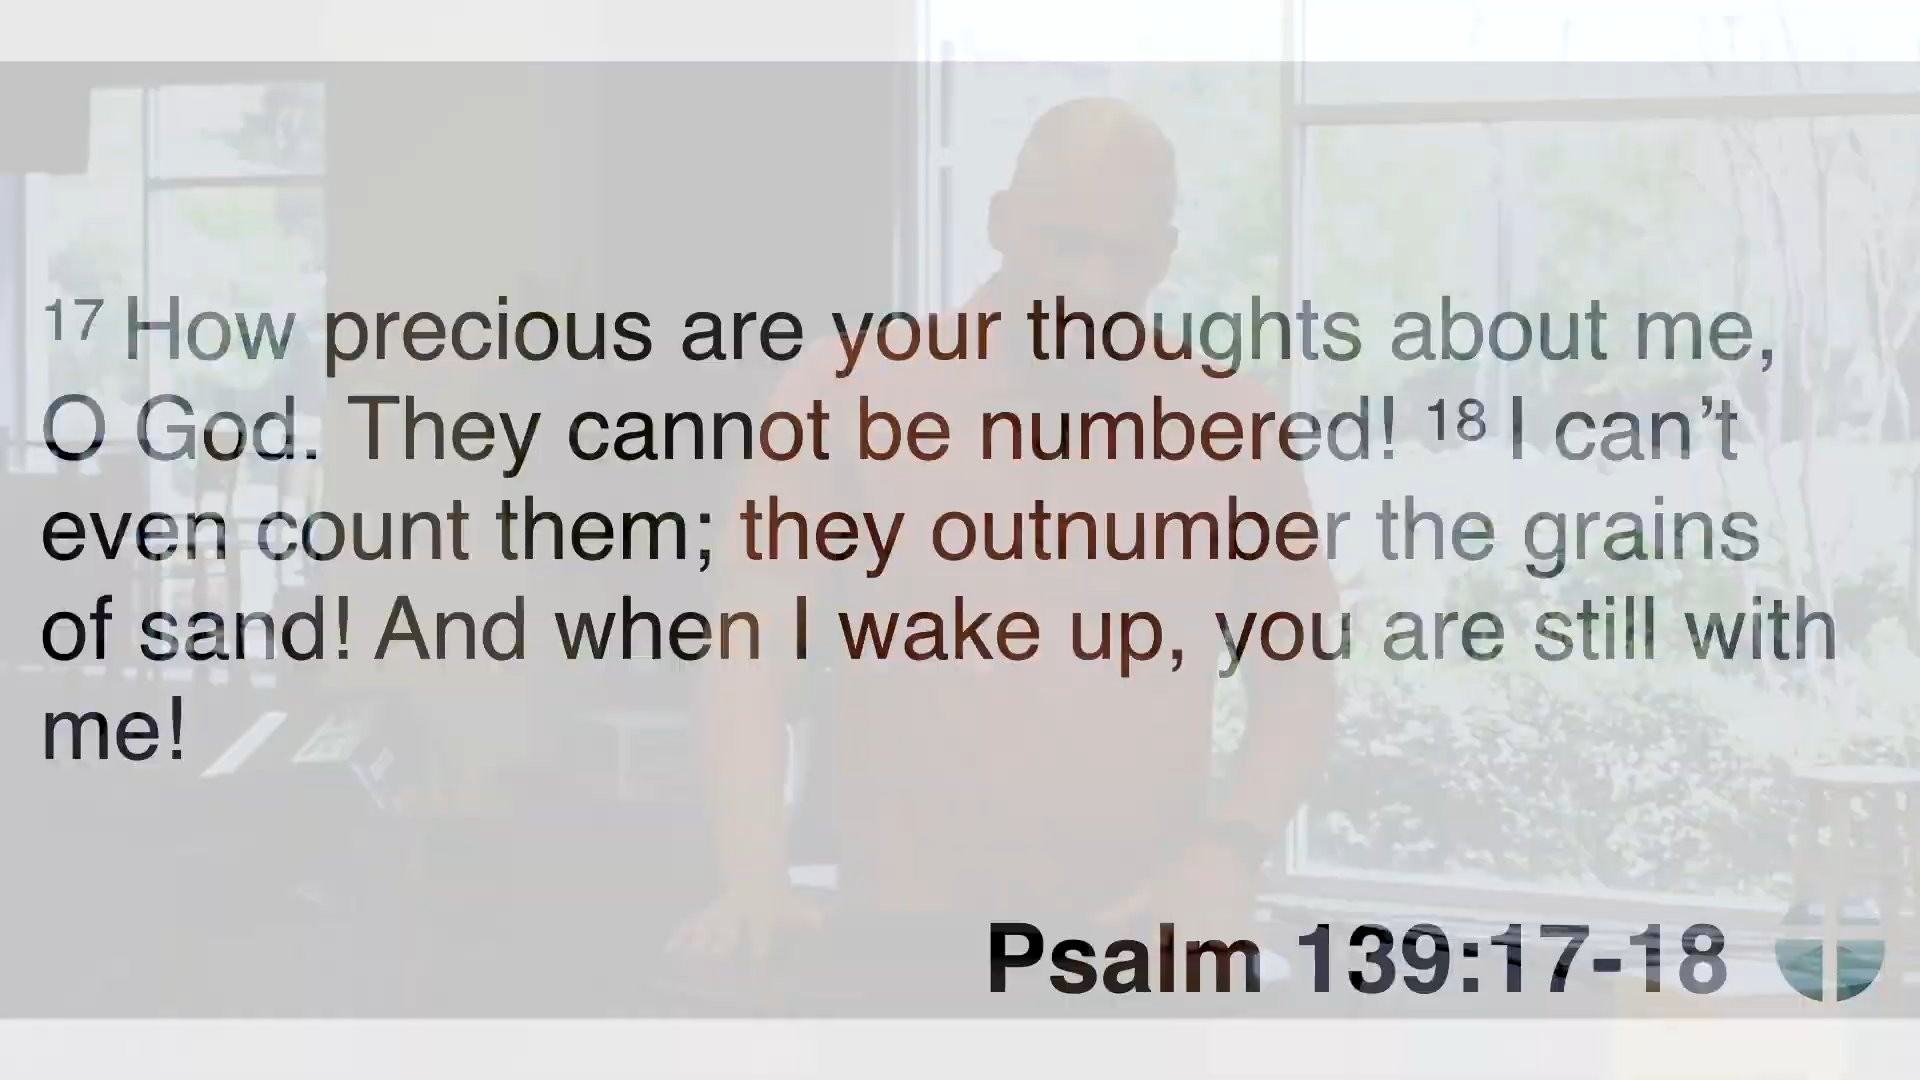 17 How precious are your thoughts about me,
O God. They cannot be numbered! 18 I can’t
even count them; they outnumber the grains
of sand! And when I wake up, you are still with
me!
Psalm 139:17-18